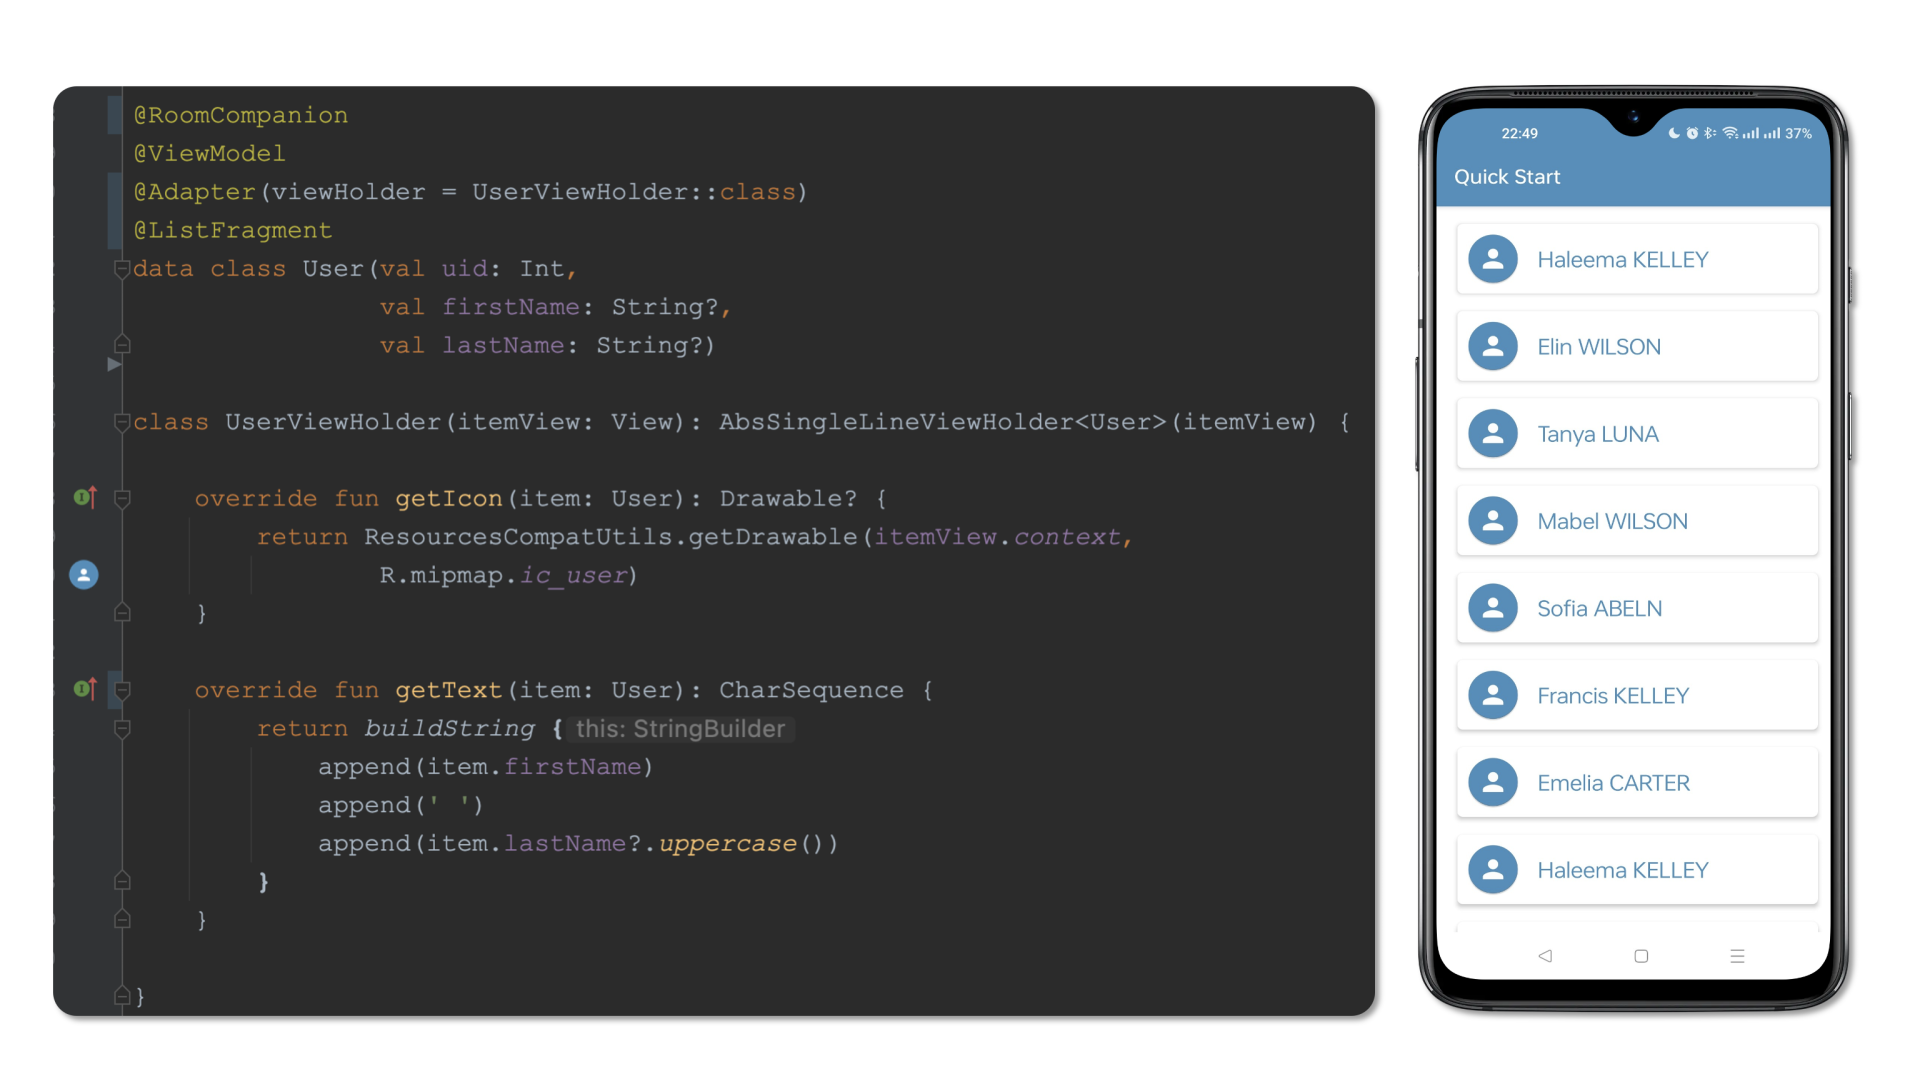 @RoomCompanion
@ViewModel
@Adapter(viewHolder = UserViewHolder::class)
@ListFragment
data class User(val uid: Int,
val firstName: String?,
val lastName: String?)
class UserViewHolder(itemView: View): AbsSingleLineViewHolder<User>(itemView) {
override fun getIcon(item: User): Drawable? {
return ResourcesCompatUtils.getDrawable(itemView.context,
R.mipmap.ic_user)
}
override fun getText(item: User): CharSequence {
return buildString { this: StringBuilder
append(item.firstName)
append(' ')
append(item.lastName?.uppercase())
}
}
}
22:49 37%
Quick Start
Haleema KELLEY
Elin WILSON
Tanya LUNA
Mabel WILSON
Sofia ABELN
Francis KELLEY
Emelia CARTER
Haleema KELLEY